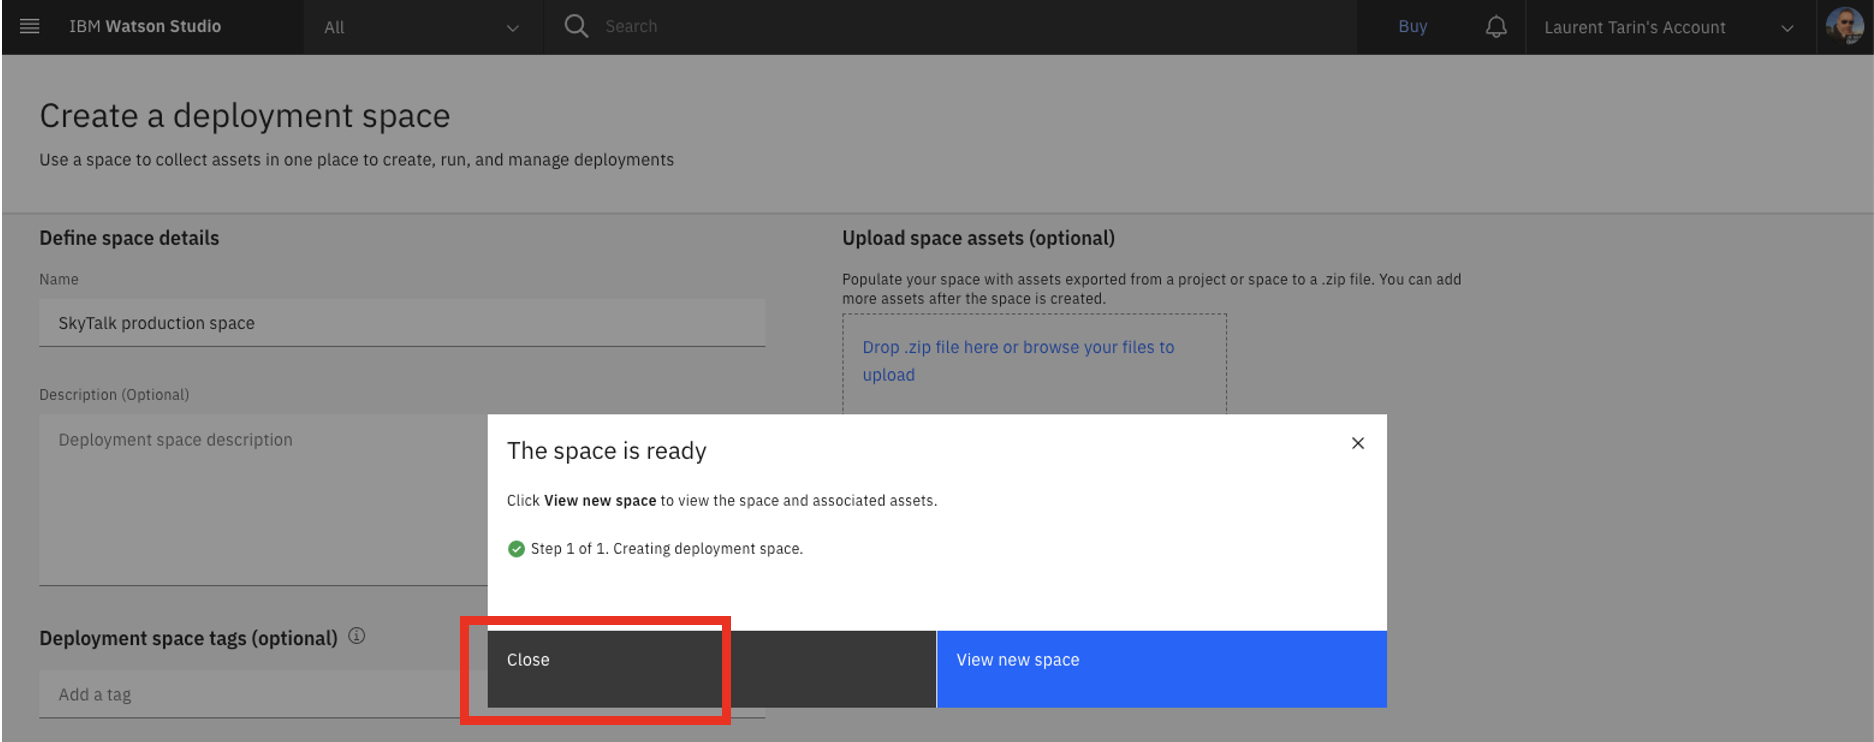 IBM Watson Studio
All
Search
Buy
Laurent Tarin's Account
Create a deployment space
Use a space to collect assets in one place to create, run, and manage deployments
Define space details
Name
SkyTalk production space
Description (Optional)
Deployment space description
Deployment space tags (optional)
Add a tag
Upload space assets (optional)
Populate your space with assets exported from a project or space to a .zip file. You can add
more assets after the space is created.
Drop .zip file here or browse your files to
upload
The space is ready
Click View new space to view the space and associated assets.
Step 1 of 1. Creating deployment space.
Close
View new space